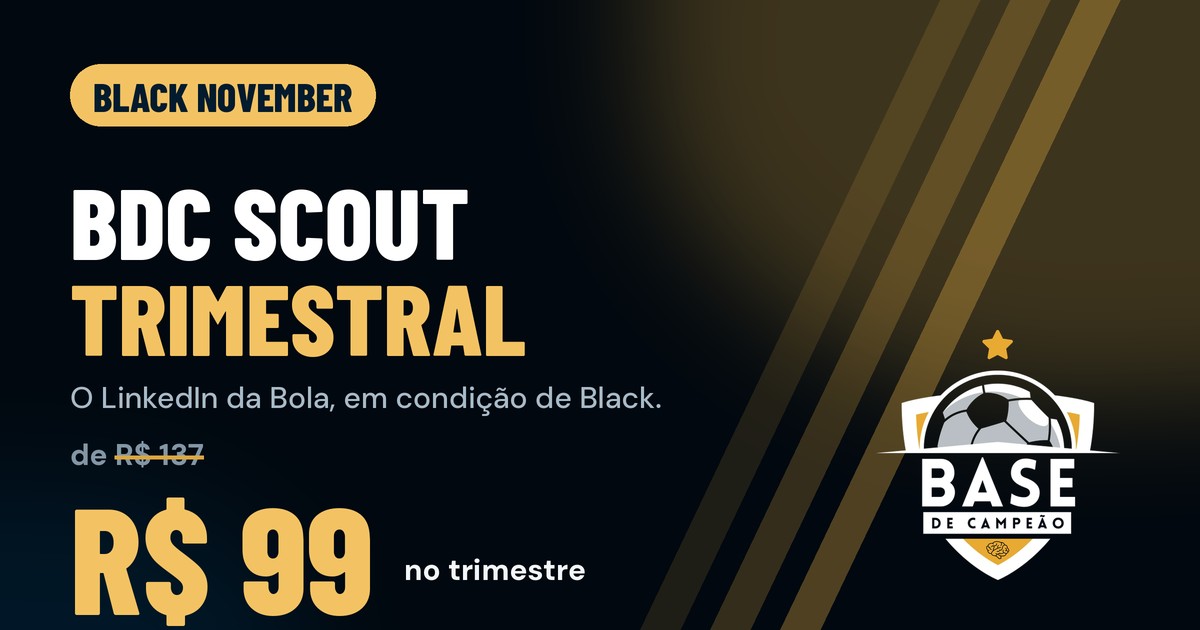 BLACK NOVEMBER
BDC SCOUT
TRIMESTRAL
O LinkedIn da Bola, em condição de Black.
de R$ 137
R$ 99 no trimestre
BASE
DE CAMPEÃO